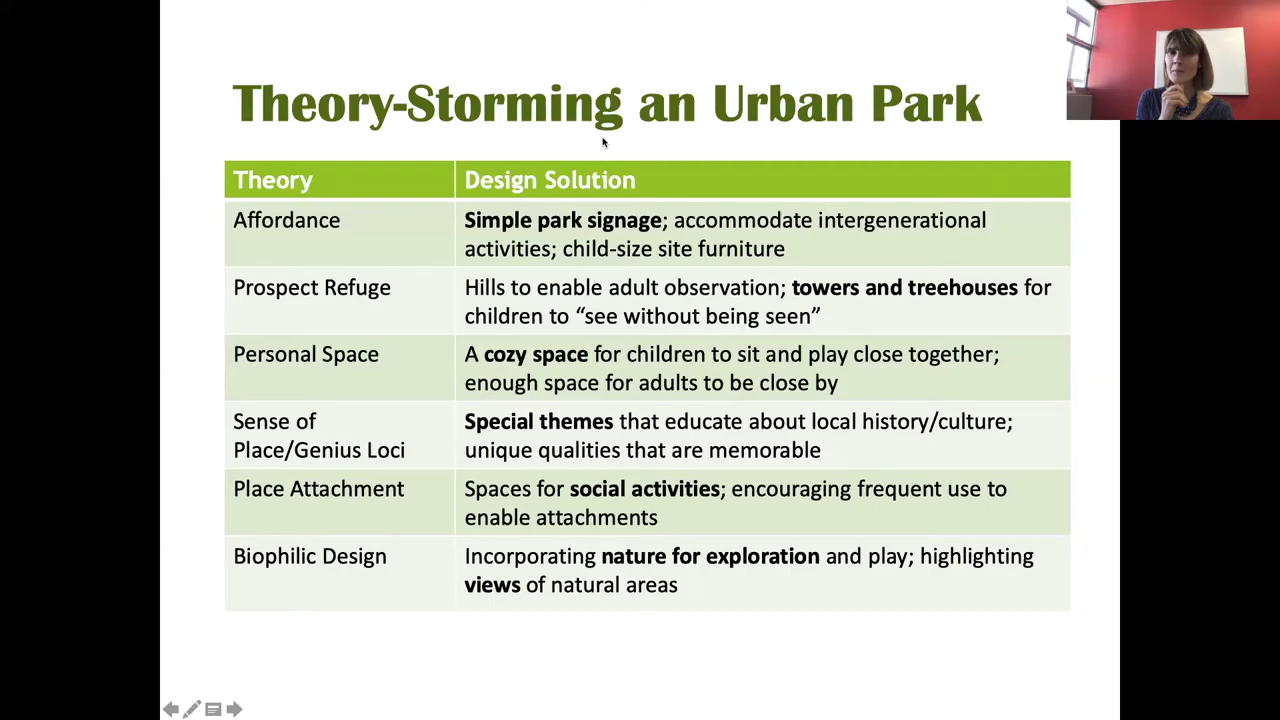 Theory-Storming an Urban Park
Theory
Design Solution
Affordance
Simple park signage; accommodate intergenerational
activities; child-size site furniture
Prospect Refuge
Hills to enable adult observation; towers and treehouses for
children to “see without being seen”
Personal Space
A cozy space for children to sit and play close together;
enough space for adults to be close by
Sense of
Place/Genius Loci
Special themes that educate about local history/culture;
unique qualities that are memorable
Place Attachment
Spaces for social activities; encouraging frequent use to
enable attachments
Biophilic Design
Incorporating nature for exploration and play; highlighting
views of natural areas